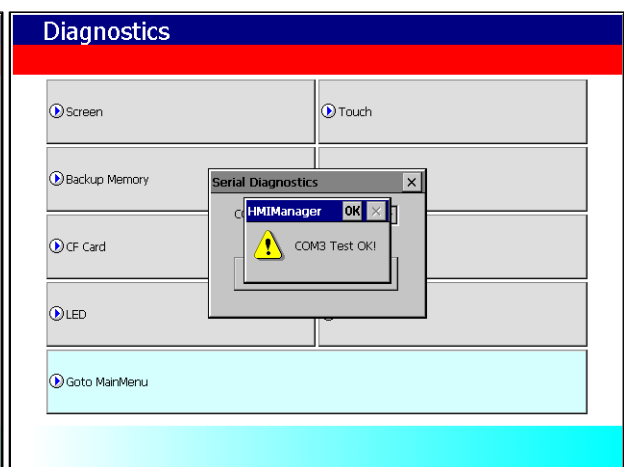 Diagnostics
Screen
Touch
Backup Memory
Serial Diagnostics
HMIManager OK
COM3 Test OK!
CF Card
LED
Goto MainMenu